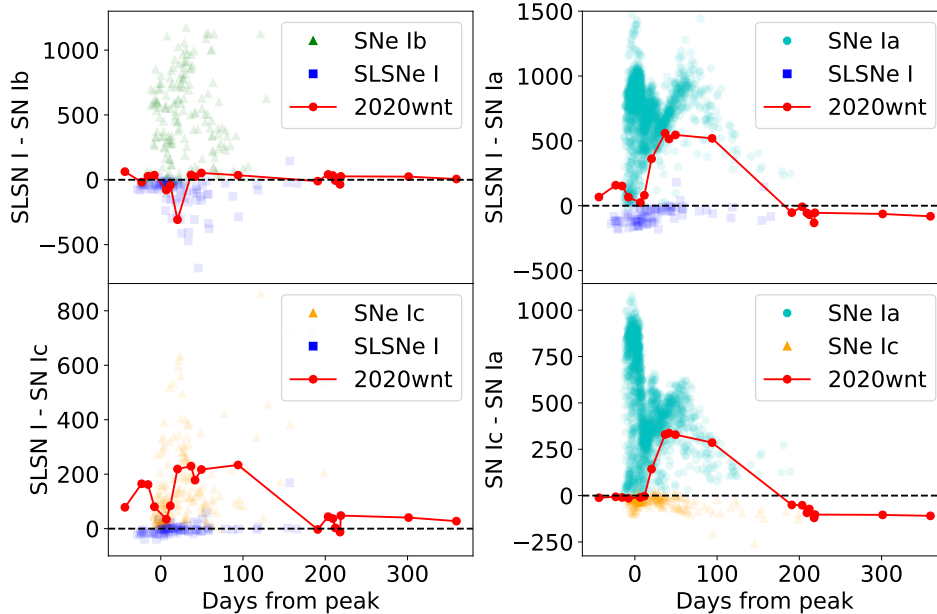 SLSN I - SN Ib
1000
500
0
−500
SNe Ib
SLSNe I
2020wnt
SLSN I - SN Ia
1500
1000
500
0
−500
SNe Ia
SLSNe I
2020wnt
SLSN I - SN Ic
800
600
400
200
0
SNe Ic
SLSNe I
2020wnt
0
100
200
300
Days from peak
SN Ic - SN Ia
1000
750
500
250
0
−250
SNe Ia
SNe Ic
2020wnt
0
100
200
300
Days from peak